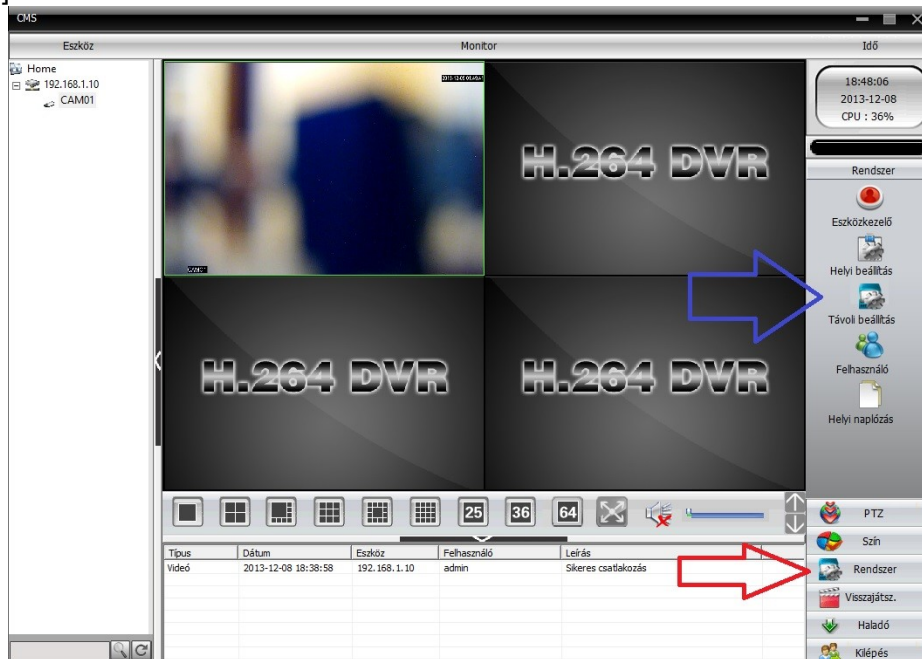 ]
CMS
Eszköz
Monitor
Idő
Home
192.168.1.10
CAM01
CAM01
H.264 DVR
H.264 DVR
H.264 DVR
18:48:06
2013-12-08
CPU : 36%
Rendszer
Eszközkezelő
Helyi beállítás
Távoli beállítás
Felhasználó
Helyi naplózás
25 36 64
Típus Dátum Eszköz Felhasználó Leírás
Videó 2013-12-08 18:38:58 192.168.1.10 admin Sikeres csatlakozás
PTZ
Szín
Rendszer
Visszajátsz.
Haladó
Kilépés